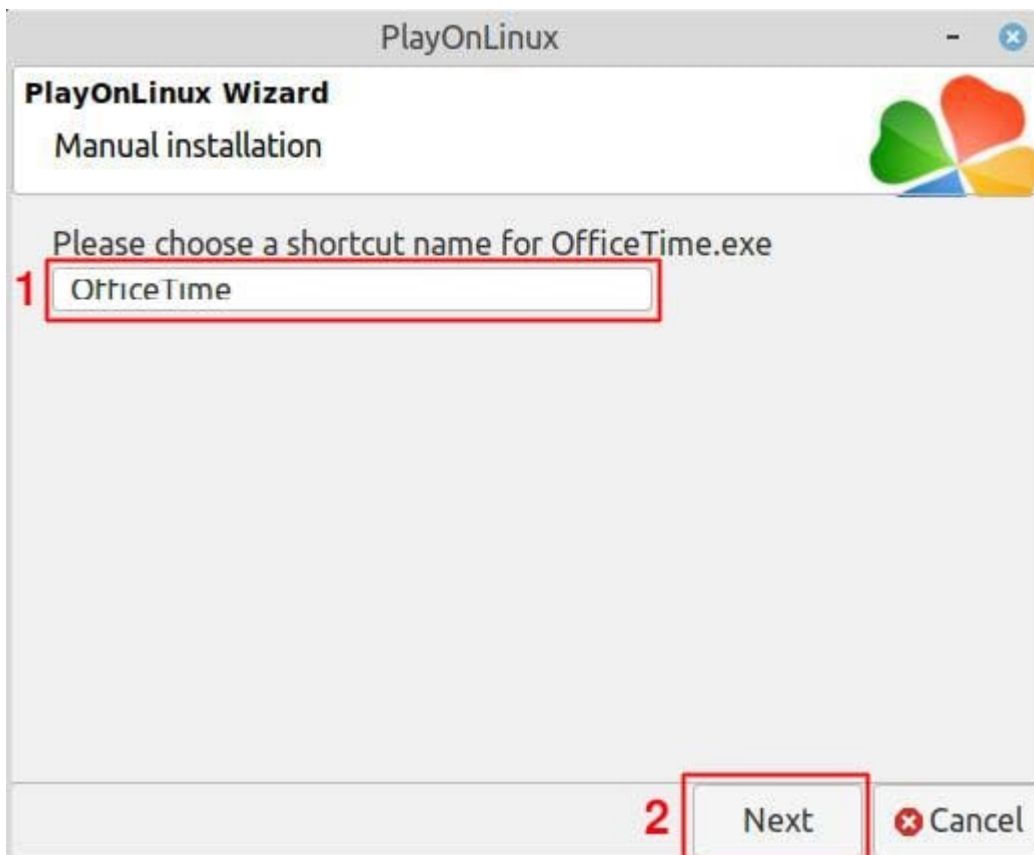 PlayOnLinux
PlayOnLinux Wizard
Manual installation
Please choose a shortcut name for OfficeTime.exe
1 OfficeTime
2 Next Cancel